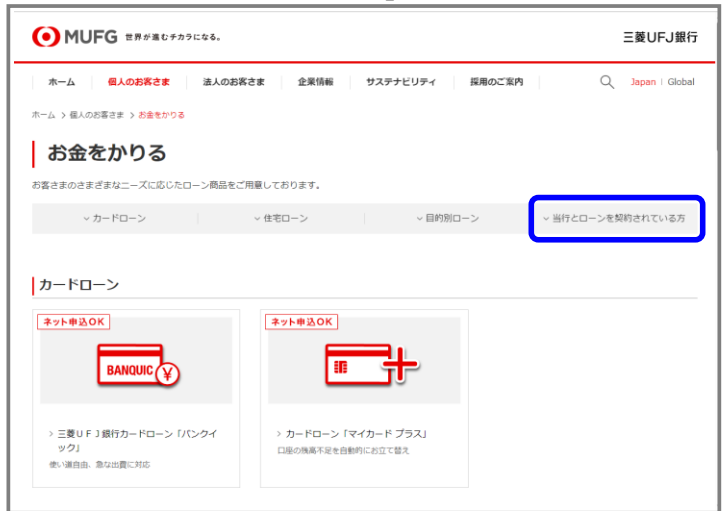 MUFG 世界が進むチカラになる。
三菱UFJ銀行
ホーム 個人のお客さま 法人のお客さま 企業情報 サステナビリティ 採用のご案内 Japan | Global
ホーム > 個人のお客さま > お金をかりる
お金をかりる
お客さまのさまざまなニーズに応じたローン商品をご用意しております。
カードローン 住宅ローン 目的別ローン 当行とローンを契約されている方
カードローン
ネット申込OK
BANQUIC ¥
> 三菱UFJ銀行カードローン「バンクイ
ック」
使い道自由、急な出費に対応
ネット申込OK
> カードローン「マイカード プラス」
口座の残高不足を自動的にお立て替え